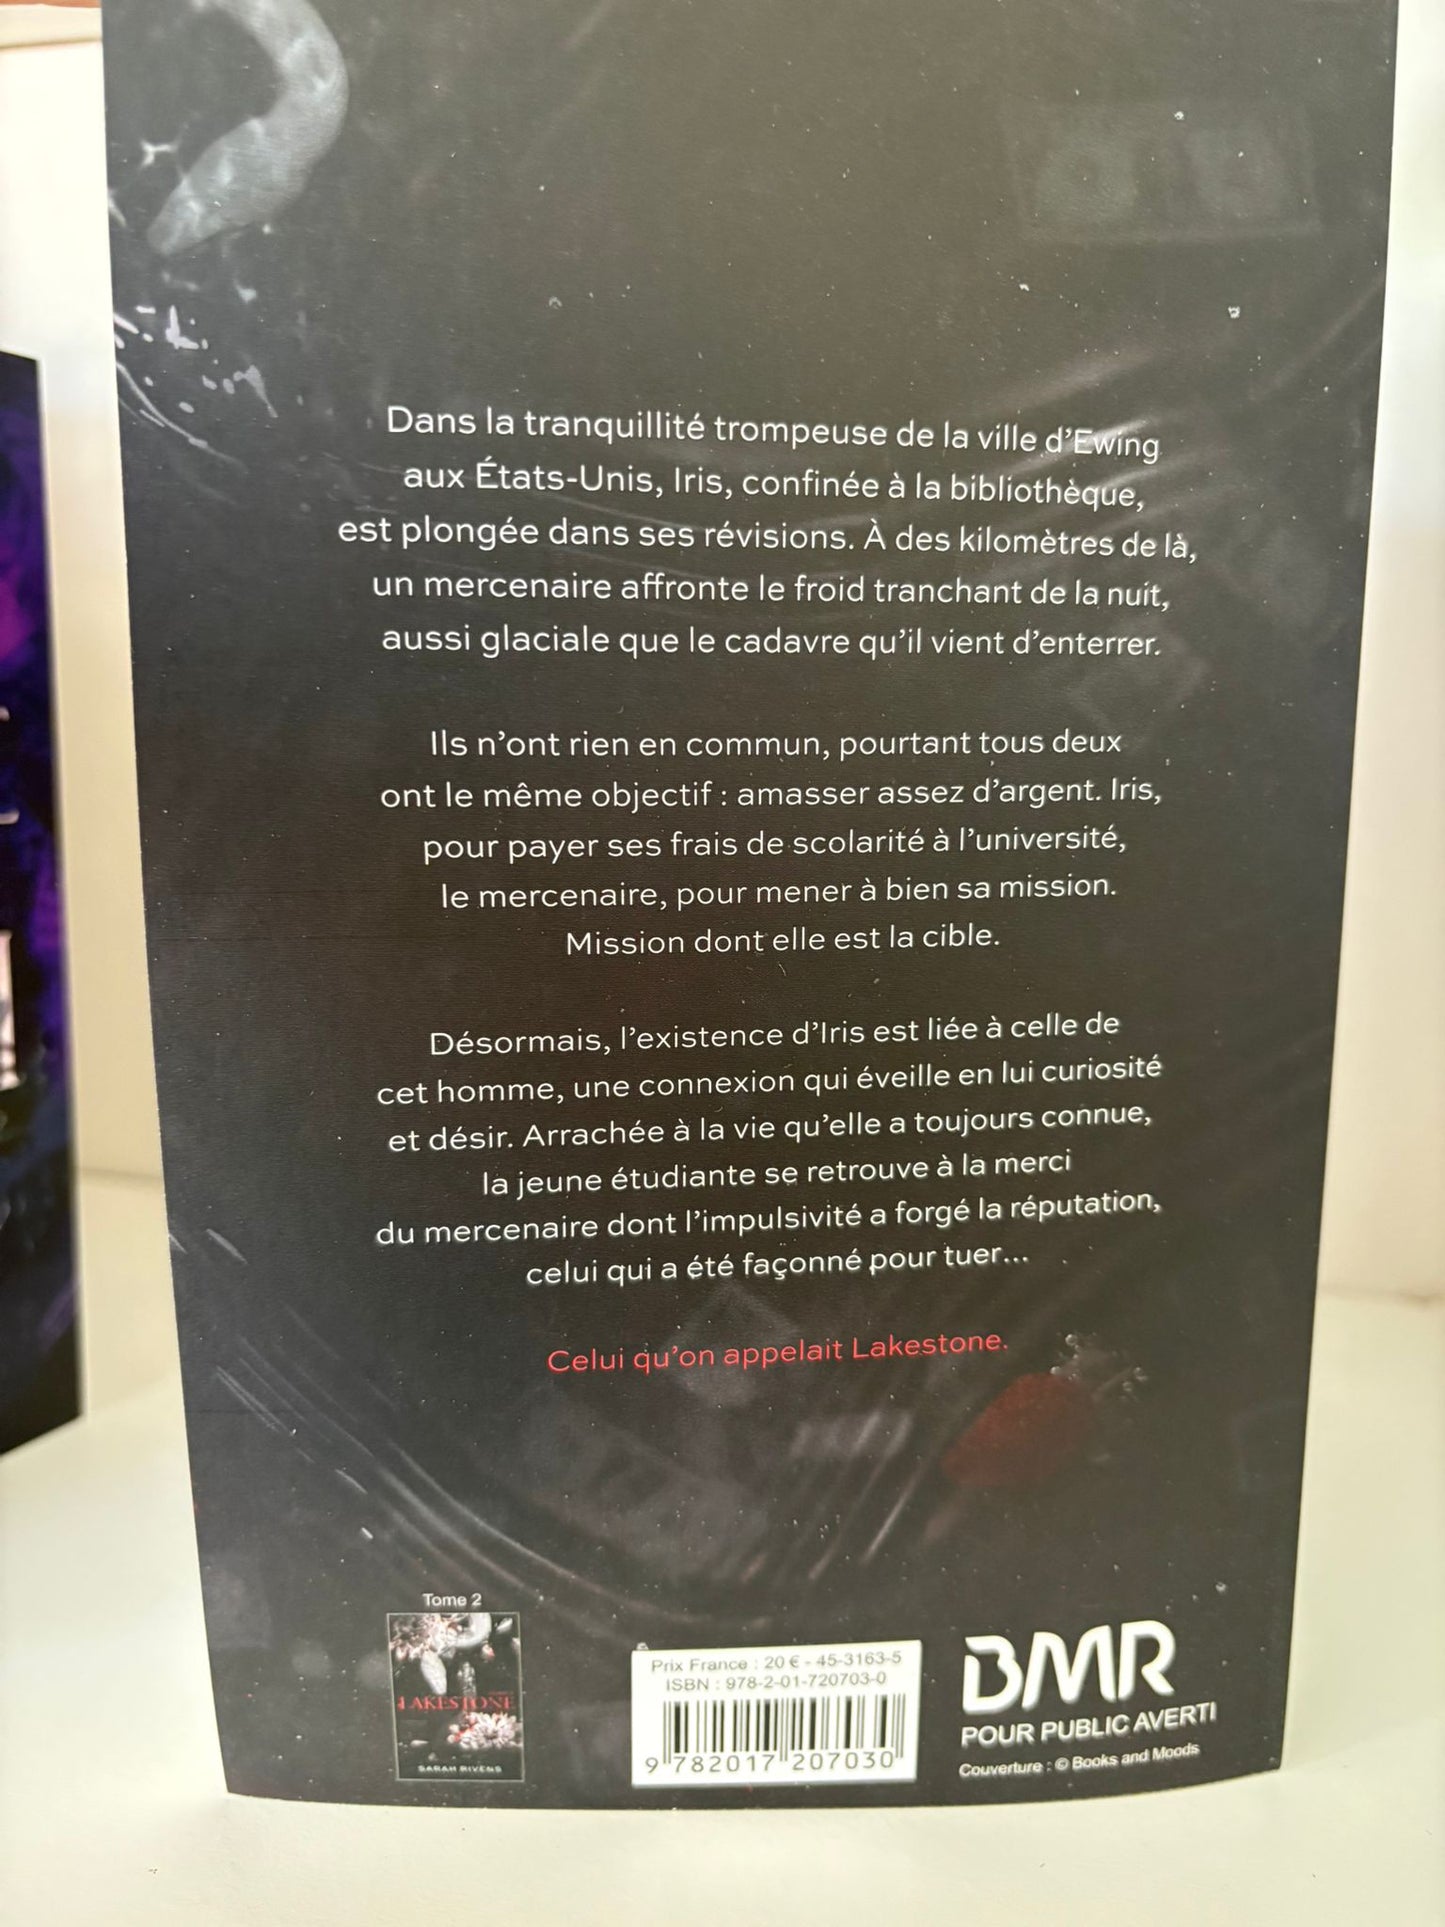 Dans la tranquillité trompeuse de la ville d'Ewing
aux États-Unis, Iris, confinée à la bibliothèque,
est plongée dans ses révisions. À des kilomètres de là,
un mercenaire affronte le froid tranchant de la nuit,
aussi glaciale que le cadavre qu'il vient d'enterrer.
Ils n'ont rien en commun, pourtant tous deux
ont le même objectif : amasser assez d'argent. Iris,
pour payer ses frais de scolarité à l'université,
le mercenaire, pour mener à bien sa mission.
Mission dont elle est la cible.
Désormais, l'existence d'Iris est liée à celle de
cet homme, une connexion qui éveille en lui curiosité
et désir. Arrachée à la vie qu'elle a toujours connue,
la jeune étudiante se retrouve à la merci
du mercenaire dont l'impulsivité a forgé la réputation,
celui qui a été façonné pour tuer...
Celui qu'on appelait Lakestone.
Tome 2
LAKESTONE
SARAH RIVENS
Prix France : 20 € - 45-3163-5
ISBN : 978-2-01-720703-0
9 782017 207030
BMR
POUR PUBLIC AVERTI
Couverture : © Books and Moods